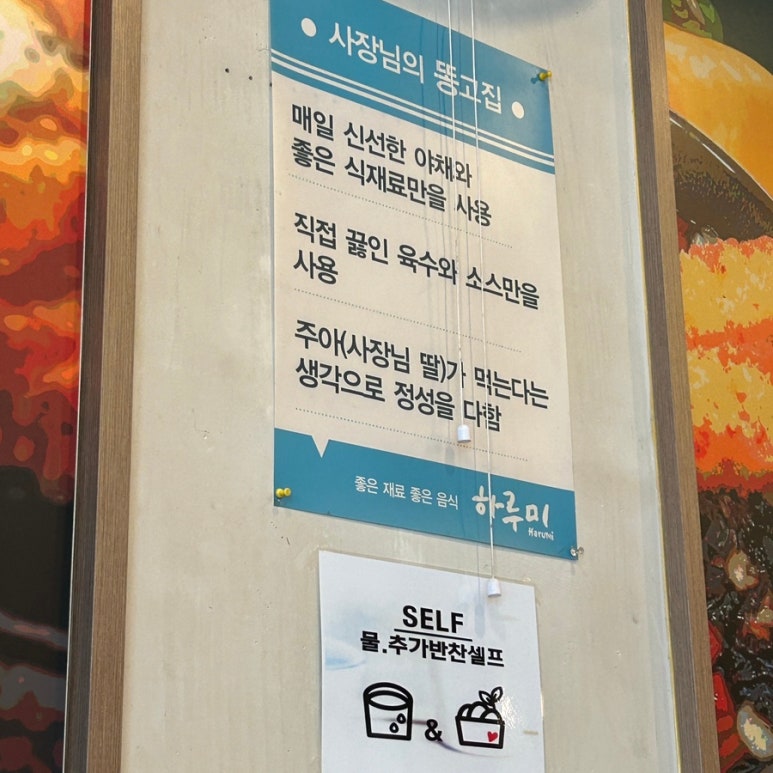 사장님의 똥고집
매일 신선한 야채와
좋은 식재료만을 사용
직접 끓인 육수와 소스만을
사용
주아(사장님 딸)가 먹는다는
생각으로 정성을 다함
좋은 재료 좋은 음식 하루미
Harumi
SELF
물.추가반찬셀프
&